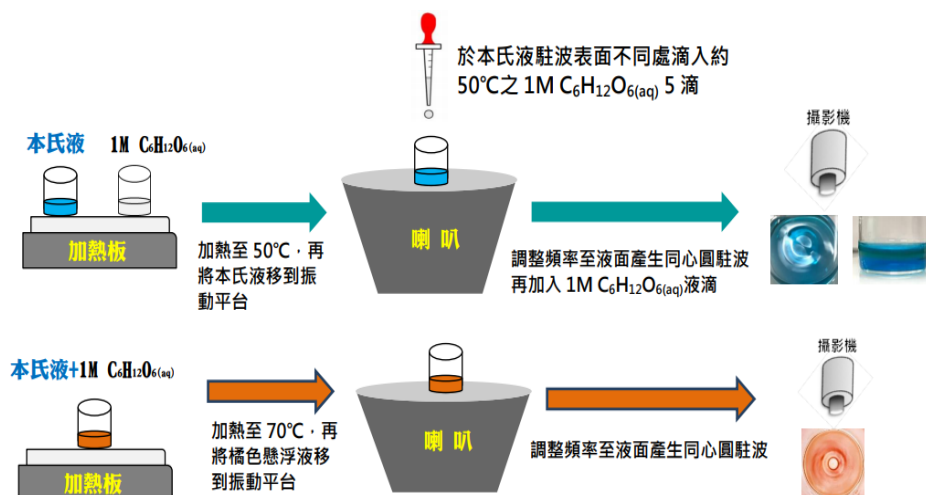 於本氏液駐波表面不同處滴入約
50℃之 1M C₆H₁₂O₆₍aq₎ 5 滴
攝影機
本氏液 1M C₆H₁₂O₆₍aq₎
加熱板
加熱至 50℃，再
將本氏液移到振
動平台
喇叭
調整頻率至液面產生同心圓駐波
再加入 1M C₆H₁₂O₆₍aq₎液滴
攝影機
本氏液+1M C₆H₁₂O₆₍aq₎
加熱板
加熱至 70℃，再
將橘色懸浮液移
到振動平台
喇叭
調整頻率至液面產生同心圓駐波